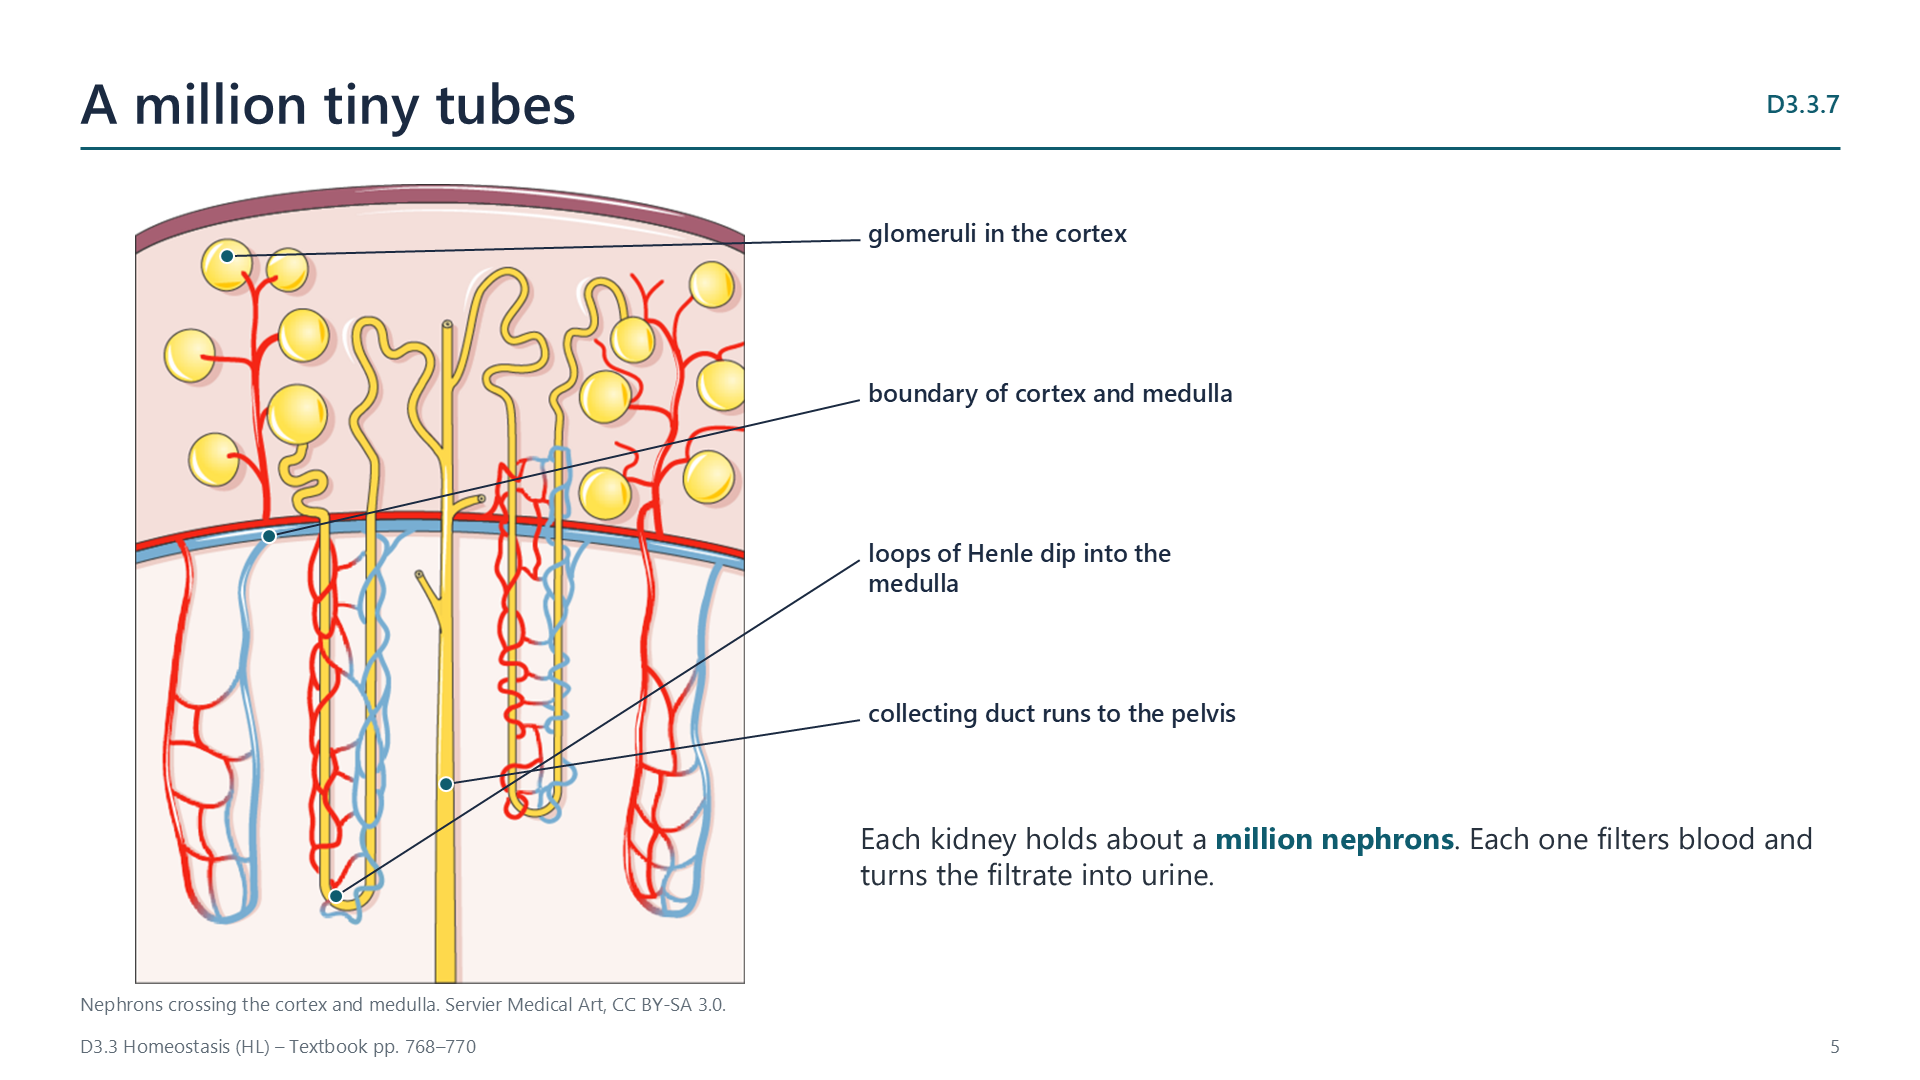 A million tiny tubes
D3.3.7
glomeruli in the cortex
boundary of cortex and medulla
loops of Henle dip into the
medulla
collecting duct runs to the pelvis
Each kidney holds about a million nephrons. Each one filters blood and
turns the filtrate into urine.
Nephrons crossing the cortex and medulla. Servier Medical Art, CC BY-SA 3.0.
D3.3 Homeostasis (HL) – Textbook pp. 768–770
5